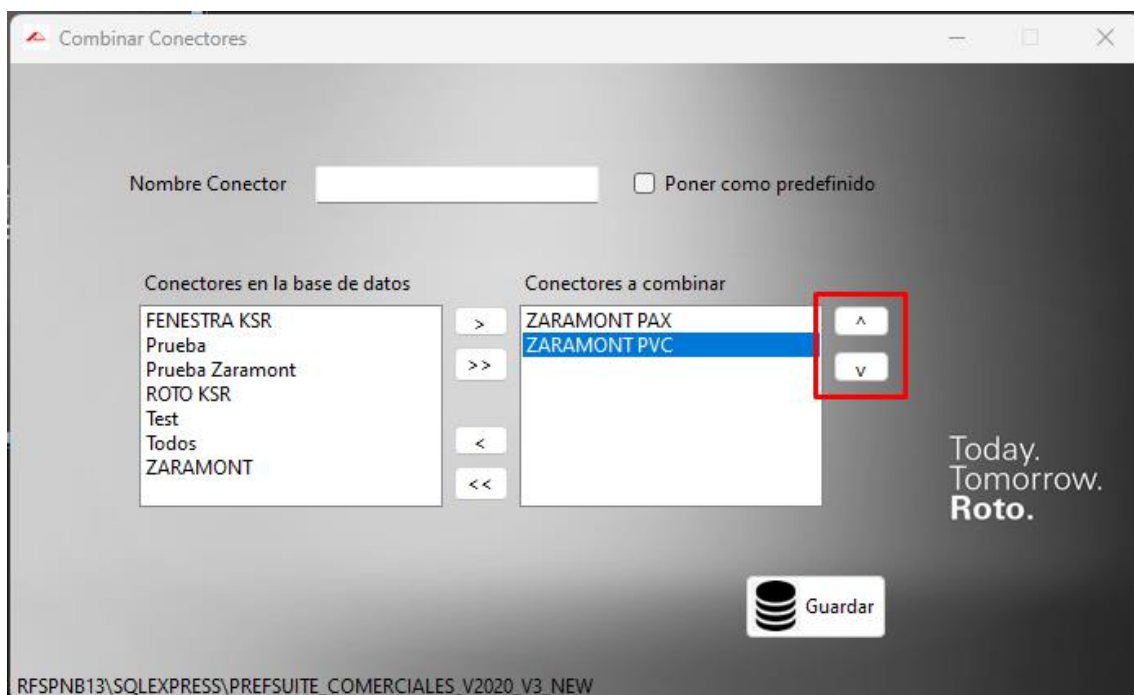 Combinar Conectores
Nombre Conector
Poner como predefinido
Conectores en la base de datos
Conectores a combinar
FENESTRA KSR
Prueba
Prueba Zaramont
ROTO KSR
Test
Todos
ZARAMONT
>
>>
<
<<
ZARAMONT PAX
ZARAMONT PVC
^
v
Today.
Tomorrow.
Roto.
Guardar
RFSPNB13\SQLEXPRESS\PREFSUITE_COMERCIALES_V2020_V3_NEW